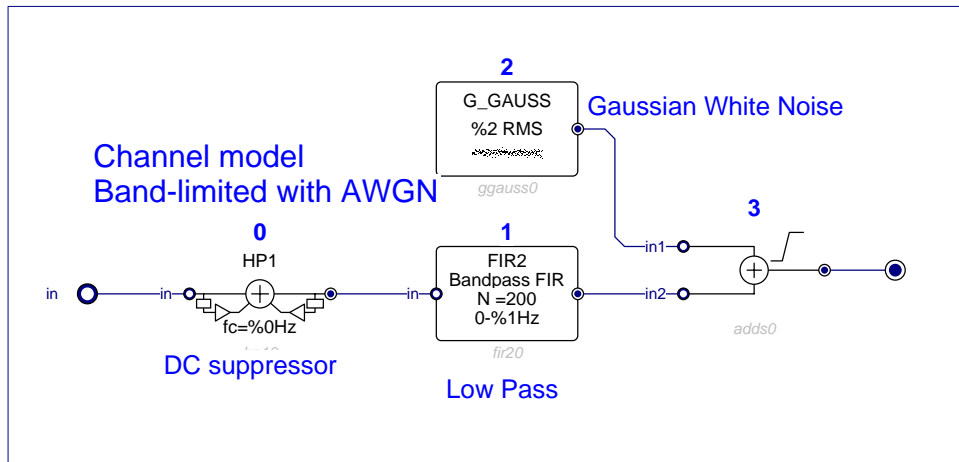 2
G_GAUSS
%2 RMS
ggauss0
Gaussian White Noise
Channel model
Band-limited with AWGN
0
HP1
in
in
fc=%0Hz
DC suppressor
1
FIR2
Bandpass FIR
N =200
0-%1Hz
in
fir20
Low Pass
3
in1
in2
adds0